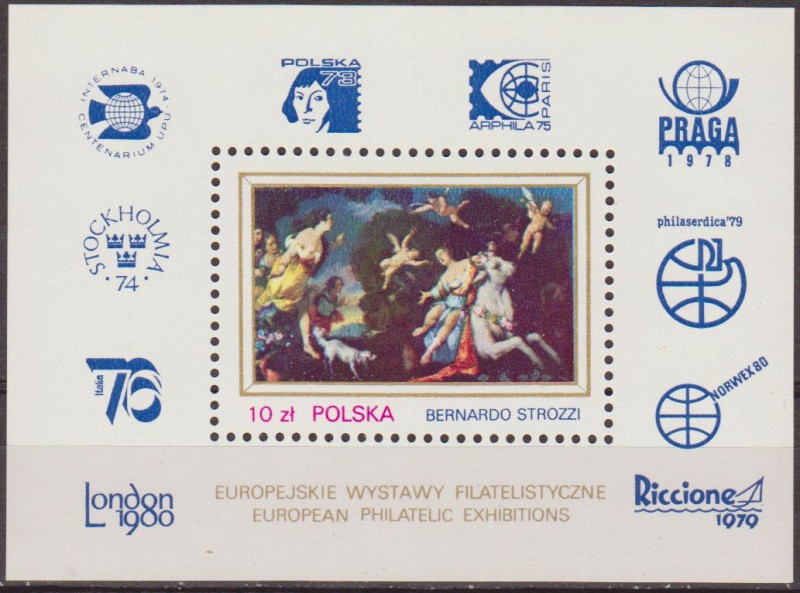 INTERNABA 1974
CENTENARIUM UPU
POLSKA
73
ARPHILA 75
PARIS
PRAGA
1978
STOCKHOLMIA
74
philaserdica'79
Italia
76
NORWEX 80
10 zł POLSKA BERNARDO STROZZI
London
1980
EUROPEJSKIE WYSTAWY FILATELISTYCZNE
EUROPEAN PHILATELIC EXHIBITIONS
Riccione
1979